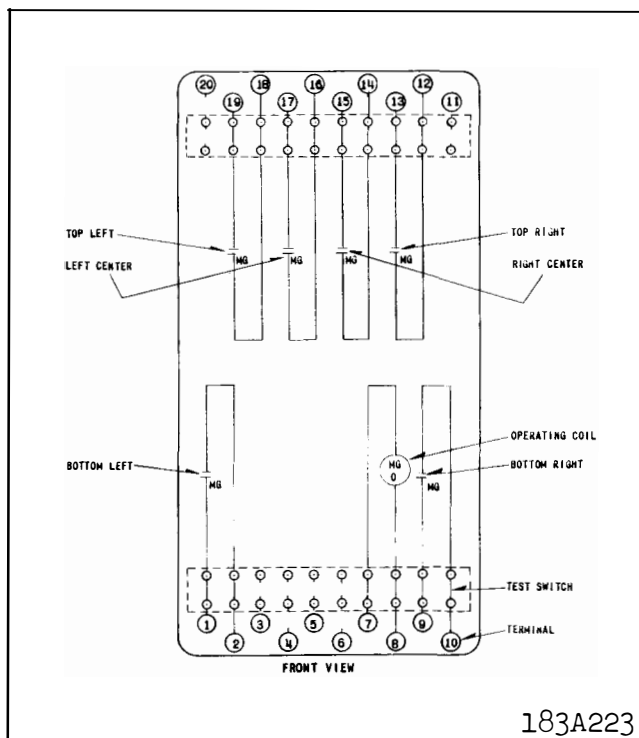 20 18 16 14 12
19 17 15 13 11
TOP LEFT
TOP RIGHT
MG MG MG MG
LEFT CENTER
RIGHT CENTER
OPERATING COIL
BOTTOM LEFT
MG
O
BOTTOM RIGHT
MG
MG
TEST SWITCH
1 3 5 7 9
2 4 6 8 10
TERMINAL
FRONT VIEW
183A223